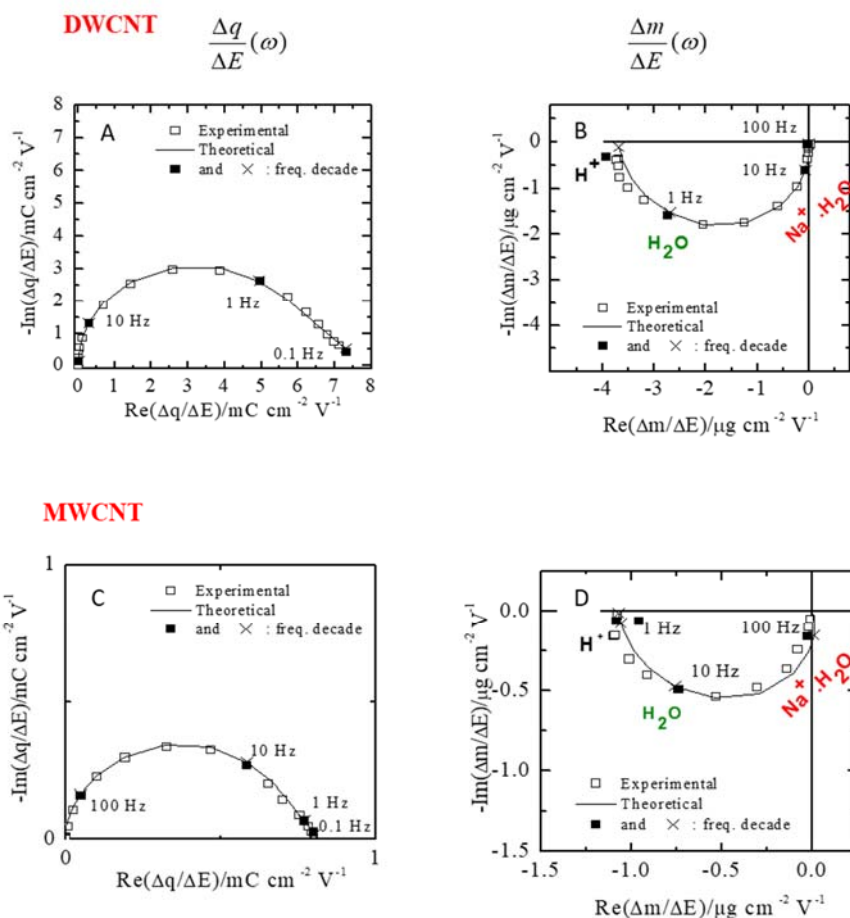 DWCNT
Δq/ΔE (ω)
Δm/ΔE (ω)
A
Experimental
Theoretical
and × : freq. decade
10 Hz
1 Hz
0.1 Hz
8
7
6
5
4
3
2
1
0
0 1 2 3 4 5 6 7 8
-Im(Δq/ΔE)/mC cm⁻² V⁻¹
Re(Δq/ΔE)/mC cm⁻² V⁻¹
B
100 Hz
10 Hz
1 Hz
H⁺
H₂O
Na⁺.H₂O
Experimental
Theoretical
and × : freq. decade
0
-1
-2
-3
-4
-4 -3 -2 -1 0
-Im(Δm/ΔE)/μg cm⁻² V⁻¹
Re(Δm/ΔE)/μg cm⁻² V⁻¹
MWCNT
C
Experimental
Theoretical
and × : freq. decade
100 Hz
10 Hz
1 Hz
0.1 Hz
1
0
0 1
-Im(Δq/ΔE)/mC cm⁻² V⁻¹
Re(Δq/ΔE)/mC cm⁻² V⁻¹
D
H⁺
1 Hz
100 Hz
10 Hz
H₂O
Na⁺.H₂O
Experimental
Theoretical
and × : freq. decade
0.0
-0.5
-1.0
-1.5
-1.5 -1.0 -0.5 0.0
-Im(Δm/ΔE)/μg cm⁻² V⁻¹
Re(Δm/ΔE)/μg cm⁻² V⁻¹